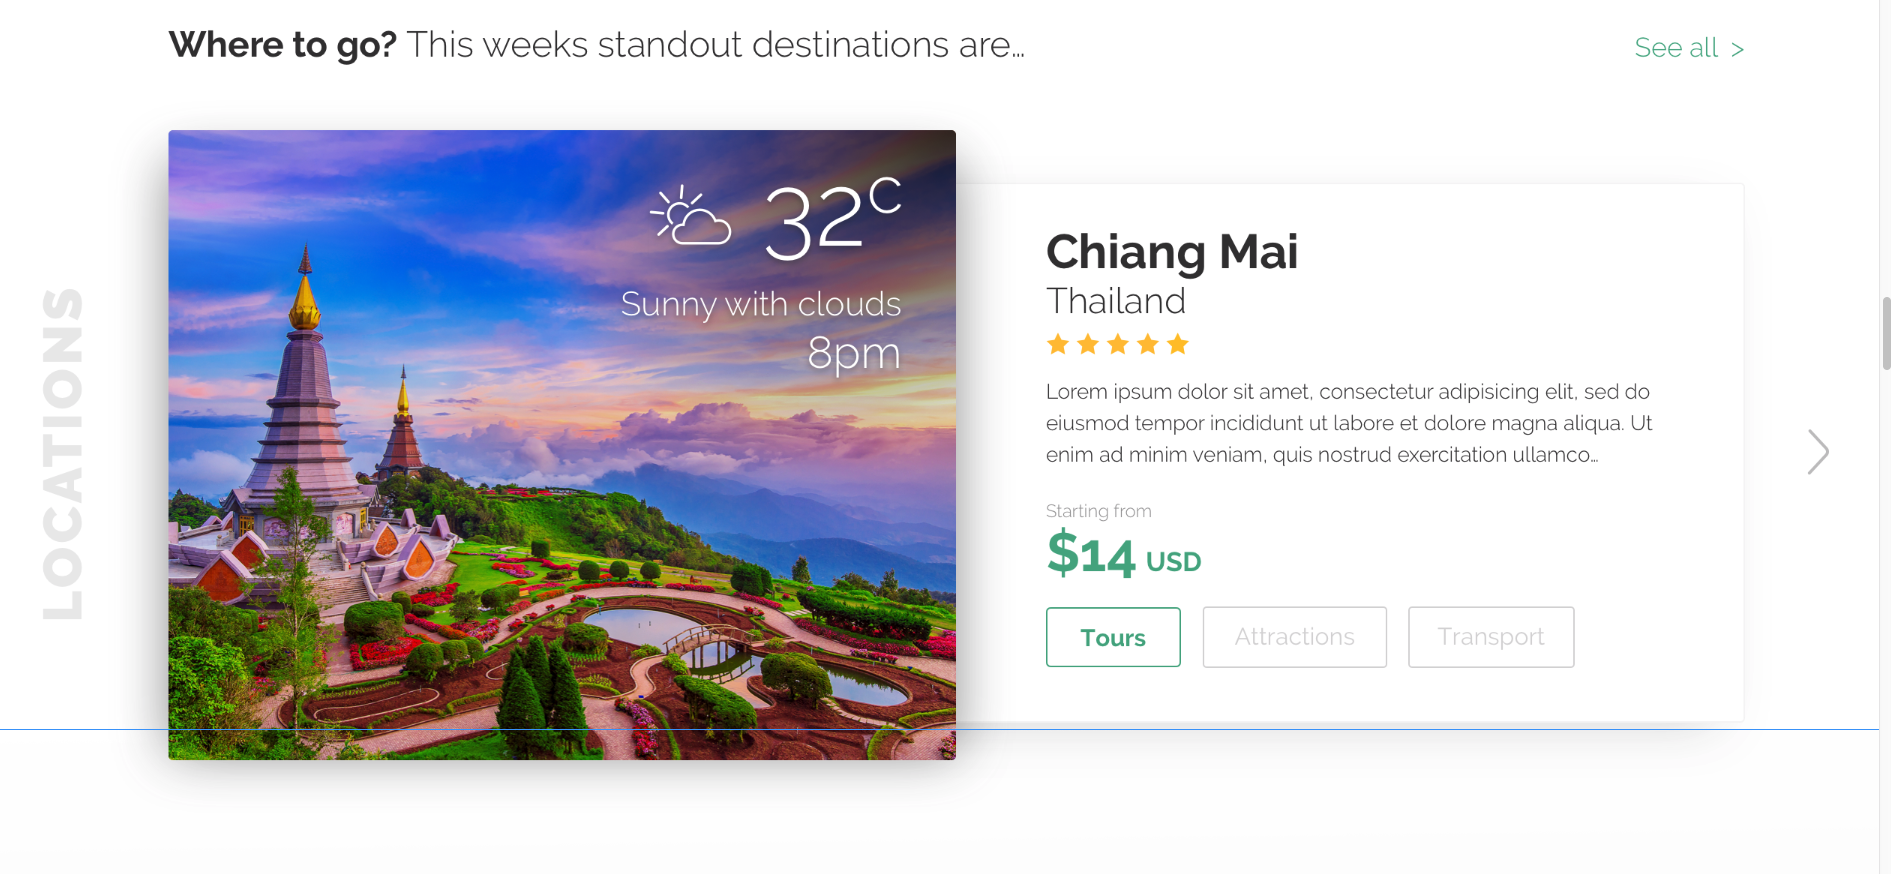 Where to go? This weeks standout destinations are...
See all >
LOCATIONS
32C
Sunny with clouds
8pm
Chiang Mai
Thailand
Lorem ipsum dolor sit amet, consectetur adipisicing elit, sed do
eiusmod tempor incididunt ut labore et dolore magna aliqua. Ut
enim ad minim veniam, quis nostrud exercitation ullamco...
Starting from
$14 USD
Tours
Attractions
Transport